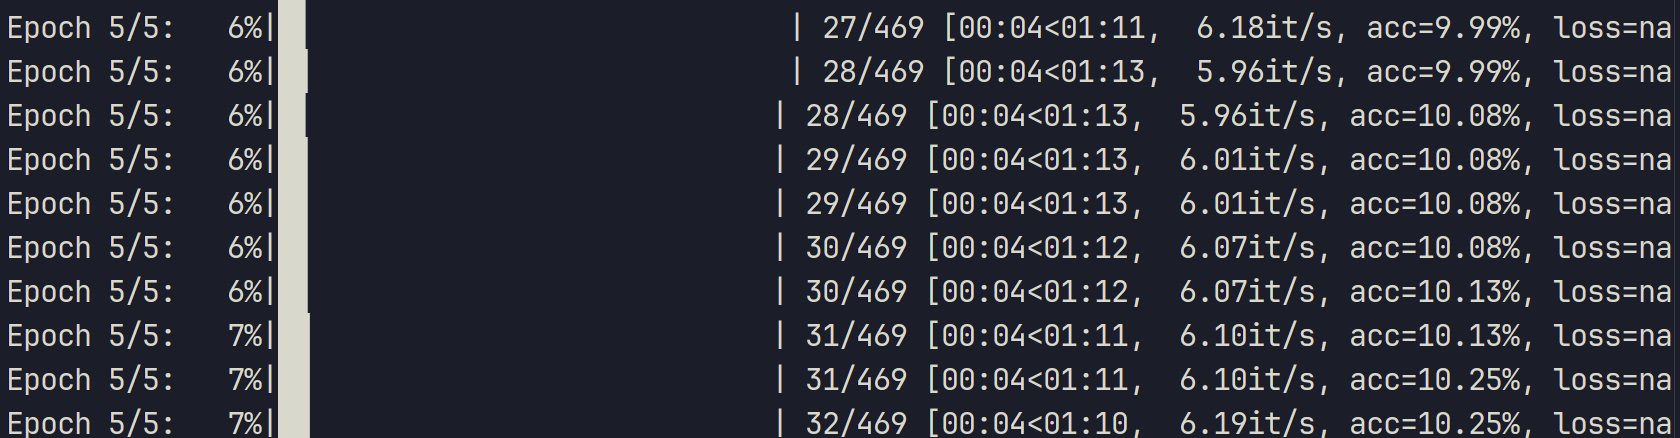 Epoch 5/5:   6%|          | 27/469 [00:04<01:11,  6.18it/s, acc=9.99%, loss=na
Epoch 5/5:   6%|          | 28/469 [00:04<01:13,  5.96it/s, acc=9.99%, loss=na
Epoch 5/5:   6%|          | 28/469 [00:04<01:13,  5.96it/s, acc=10.08%, loss=na
Epoch 5/5:   6%|          | 29/469 [00:04<01:13,  6.01it/s, acc=10.08%, loss=na
Epoch 5/5:   6%|          | 29/469 [00:04<01:13,  6.01it/s, acc=10.08%, loss=na
Epoch 5/5:   6%|          | 30/469 [00:04<01:12,  6.07it/s, acc=10.08%, loss=na
Epoch 5/5:   6%|          | 30/469 [00:04<01:12,  6.07it/s, acc=10.13%, loss=na
Epoch 5/5:   7%|          | 31/469 [00:04<01:11,  6.10it/s, acc=10.13%, loss=na
Epoch 5/5:   7%|          | 31/469 [00:04<01:11,  6.10it/s, acc=10.25%, loss=na
Epoch 5/5:   7%|          | 32/469 [00:04<01:10,  6.19it/s, acc=10.25%, loss=na